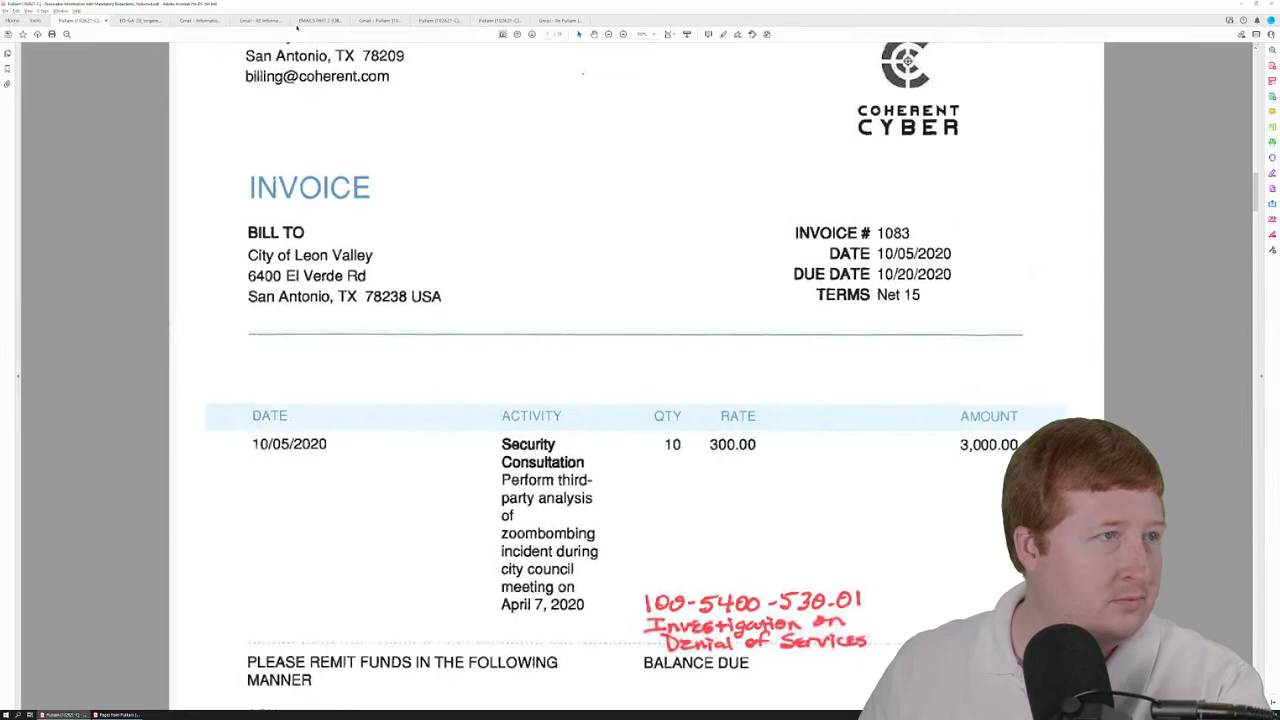 Home Tools
San Antonio, TX 78209
billing@coherent.com
COHERENT
CYBER
INVOICE
BILL TO
City of Leon Valley
6400 El Verde Rd
San Antonio, TX 78238 USA
INVOICE # 1083
DATE 10/05/2020
DUE DATE 10/20/2020
TERMS Net 15
DATE ACTIVITY QTY RATE AMOUNT
10/05/2020 Security 10 300.00 3,000.00
Consultation
Perform third-
party analysis
of
zoombombing
incident during
city council
meeting on
April 7, 2020
100-5400-530.01
Investigation on
Denial of Services
PLEASE REMIT FUNDS IN THE FOLLOWING
MANNER
BALANCE DUE